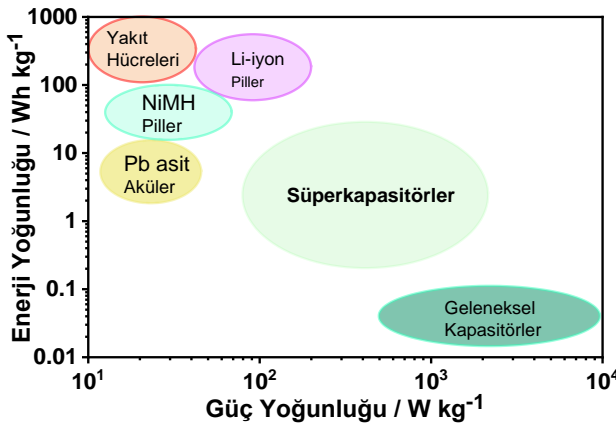 Enerji Yoğunluğu / Wh kg⁻¹
1000
100
10
1
0.1
0.01
Yakıt
Hücreleri
Li-iyon
Piller
NiMH
Piller
Pb asit
Aküler
Süperkapasitörler
Geleneksel
Kapasitörler
10¹
10²
10³
10⁴
Güç Yoğunluğu / W kg⁻¹